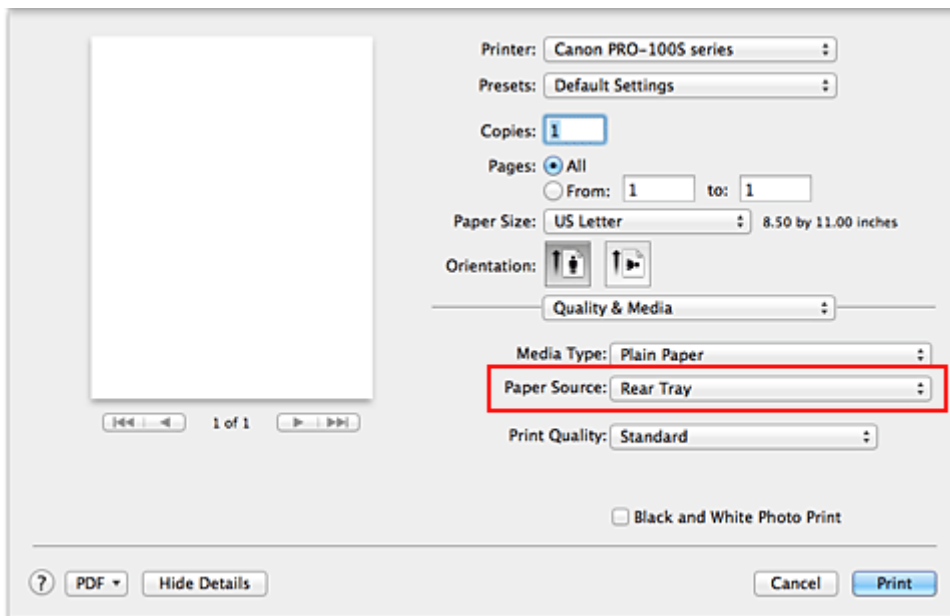 Printer: Canon PRO-100S series
Presets: Default Settings
Copies: 1
Pages: All
From: 1 to: 1
Paper Size: US Letter 8.50 by 11.00 inches
Orientation:
Quality & Media
Media Type: Plain Paper
Paper Source: Rear Tray
1 of 1
Print Quality: Standard
Black and White Photo Print
? PDF Hide Details Cancel Print